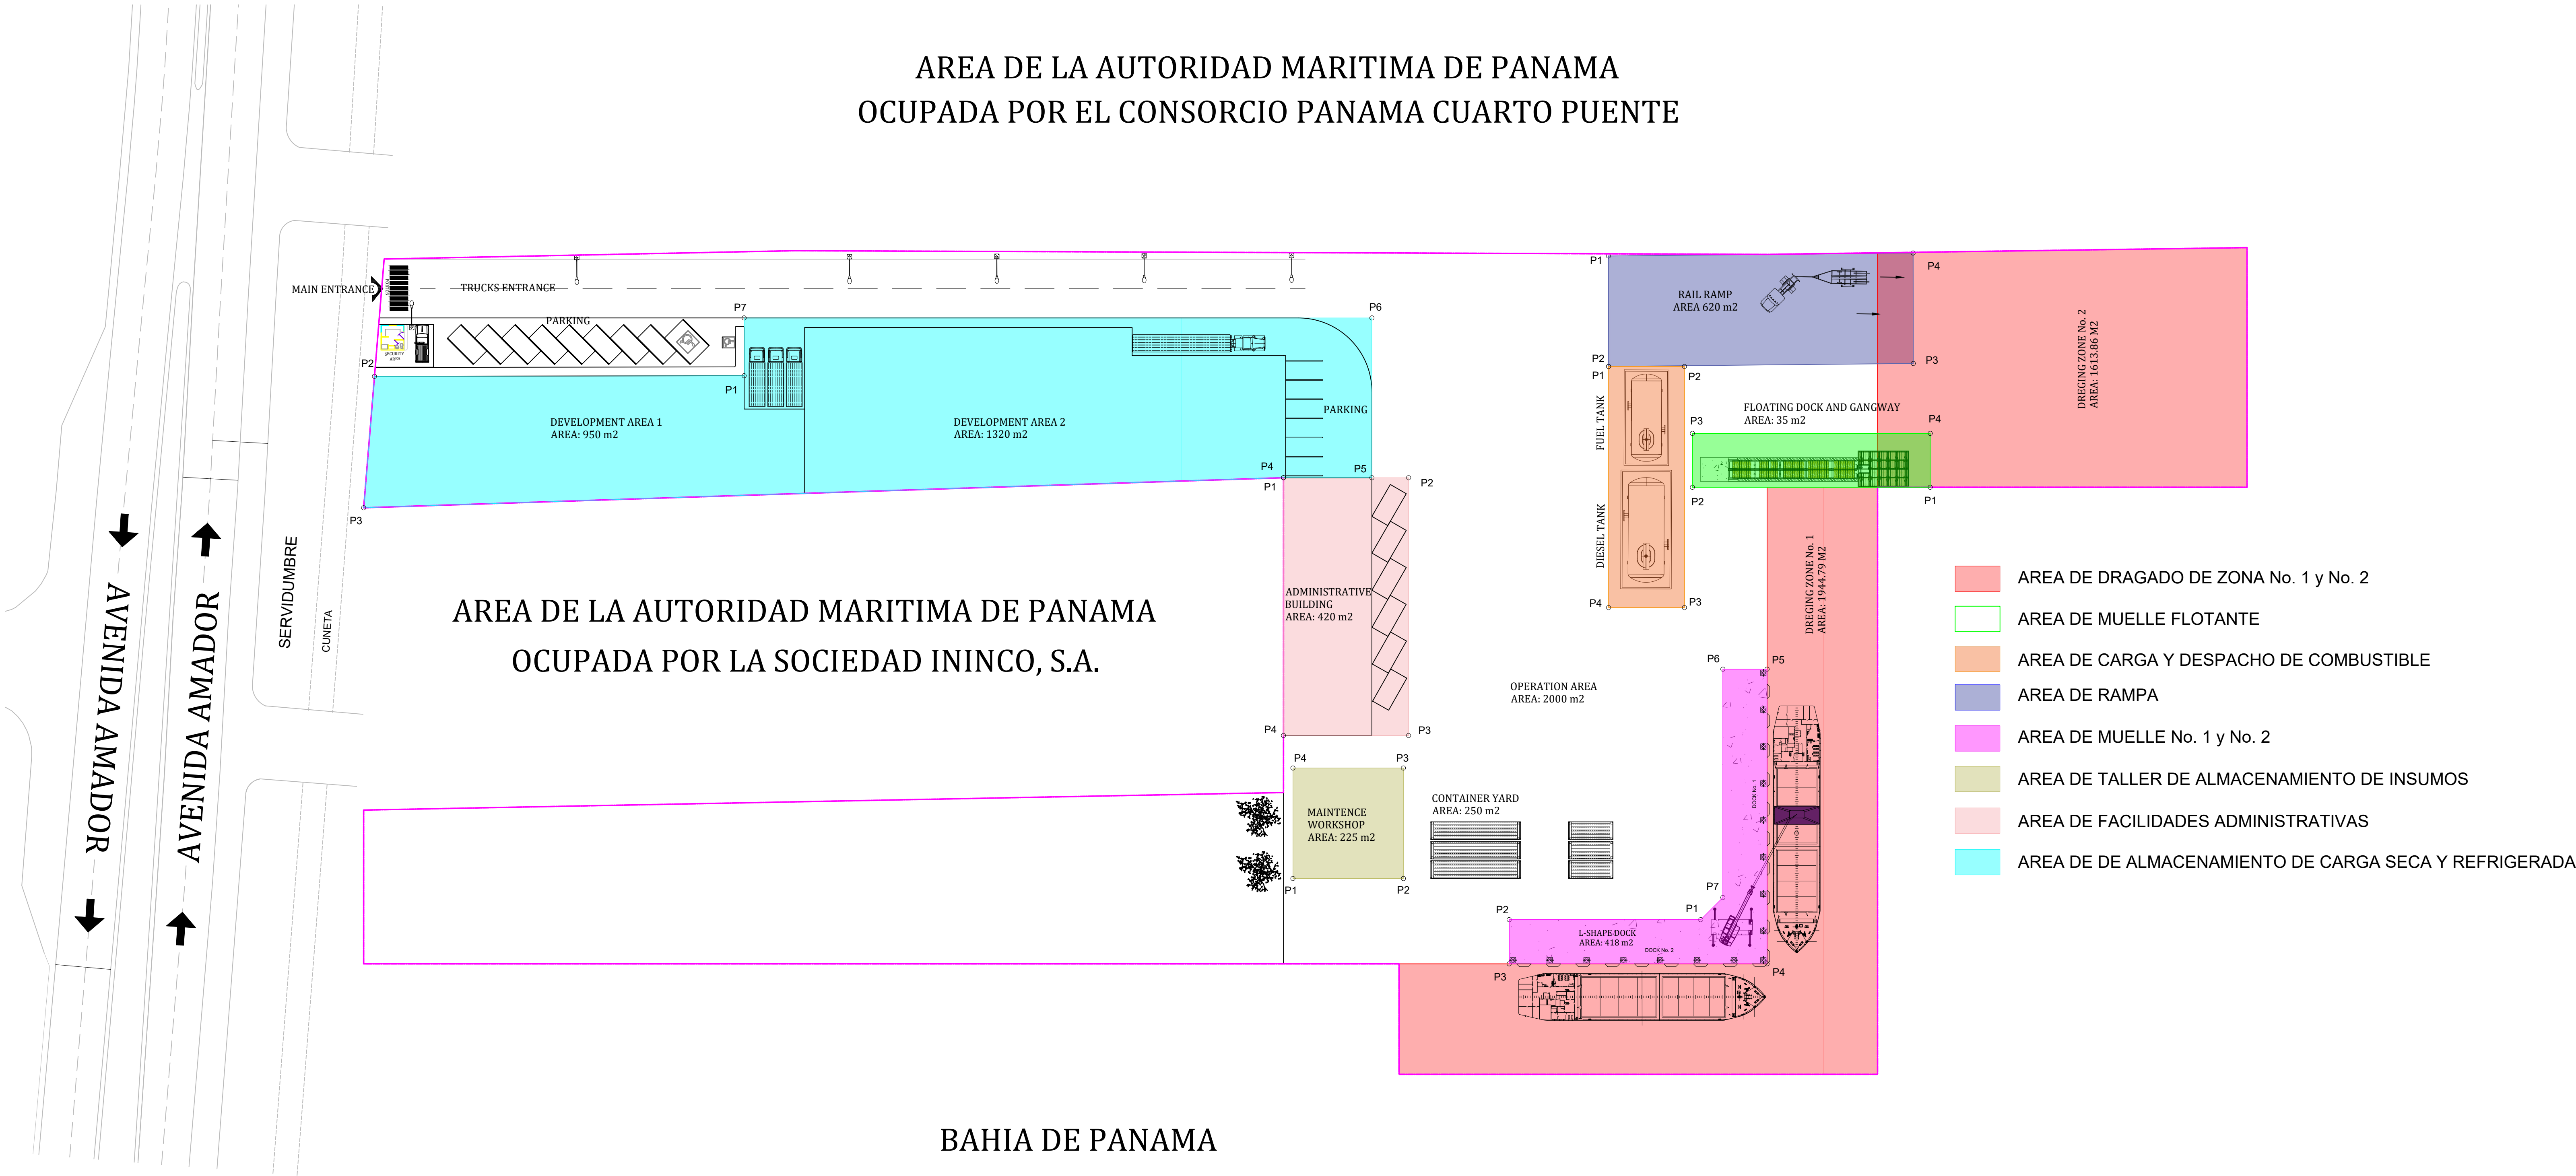 AREA DE LA AUTORIDAD MARITIMA DE PANAMA
OCUPADA POR EL CONSORCIO PANAMA CUARTO PUENTE
MAIN ENTRANCE
TRUCKS ENTRANCE
PARKING
SECURITY
AREA
P7
P6
P2
P1
DEVELOPMENT AREA 1
AREA: 950 m2
DEVELOPMENT AREA 2
AREA: 1320 m2
PARKING
P4
P5
P3
P1
P2
P1
RAIL RAMP
AREA 620 m2
P4
P2
P3
P1
P2
FUEL TANK
DIESEL TANK
P4
P3
FLOATING DOCK AND GANGWAY
AREA: 35 m2
P3
P4
P2
P1
DREGING ZONE No. 2
AREA: 1613.86 M2
DREGING ZONE No. 1
AREA: 1944.79 M2
AVENIDA AMADOR
AVENIDA AMADOR
SERVIDUMBRE
CUNETA
AREA DE LA AUTORIDAD MARITIMA DE PANAMA
OCUPADA POR LA SOCIEDAD ININCO, S.A.
ADMINISTRATIVE
BUILDING
AREA: 420 m2
P4
P3
OPERATION AREA
AREA: 2000 m2
P6
P5
P4
P3
MAINTENCE
WORKSHOP
AREA: 225 m2
P1
P2
CONTAINER YARD
AREA: 250 m2
DOCK No. 1
P7
P2
P1
L-SHAPE DOCK
AREA: 418 m2
DOCK No. 2
P3
P4
AREA DE DRAGADO DE ZONA No. 1 y No. 2
AREA DE MUELLE FLOTANTE
AREA DE CARGA Y DESPACHO DE COMBUSTIBLE
AREA DE RAMPA
AREA DE MUELLE No. 1 y No. 2
AREA DE TALLER DE ALMACENAMIENTO DE INSUMOS
AREA DE FACILIDADES ADMINISTRATIVAS
AREA DE DE ALMACENAMIENTO DE CARGA SECA Y REFRIGERADA
BAHIA DE PANAMA